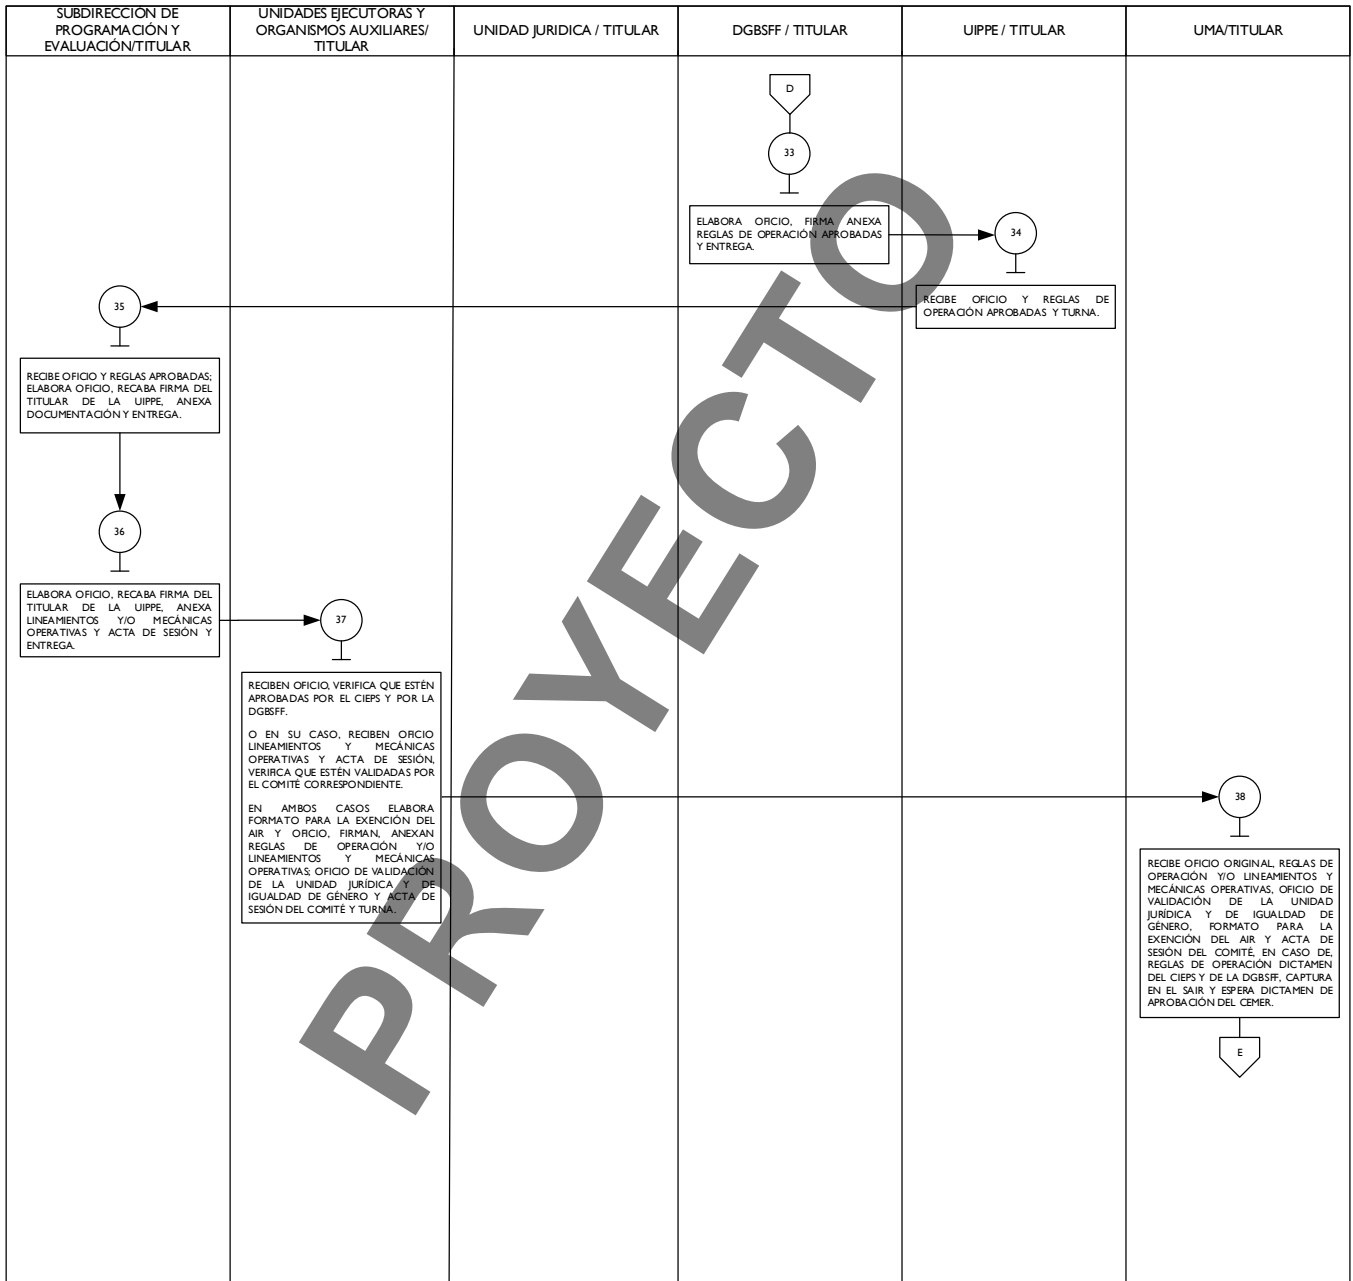 SUBDIRECCIÓN DE
PROGRAMACIÓN Y
EVALUACIÓN/TITULAR
UNIDADES EJECUTORAS Y
ORGANISMOS AUXILIARES/
TITULAR
UNIDAD JURIDICA / TITULAR
DGBSFF / TITULAR
UIPPE / TITULAR
UMA/TITULAR
D
33
ELABORA OFICIO, FIRMA ANEXA
REGLAS DE OPERACIÓN APROBADAS
Y ENTREGA.
34
RECIBE OFICIO Y REGLAS DE
OPERACIÓN APROBADAS Y TURNA.
35
RECIBE OFICIO Y REGLAS APROBADAS;
ELABORA OFICIO, RECABA FIRMA DEL
TITULAR DE LA UIPPE, ANEXA
DOCUMENTACIÓN Y ENTREGA.
36
ELABORA OFICIO, RECABA FIRMA DEL
TITULAR DE LA UIPPE, ANEXA
LINEAMIENTOS Y/O MECÁNICAS
OPERATIVAS Y ACTA DE SESIÓN Y
ENTREGA.
37
RECIBEN OFICIO, VERIFICA QUE ESTÉN
APROBADAS POR EL CIEPS Y POR LA
DGBSFF.
O EN SU CASO, RECIBEN OFICIO
LINEAMIENTOS Y MECÁNICAS
OPERATIVAS Y ACTA DE SESIÓN,
VERIFICA QUE ESTÉN VALIDADAS POR
EL COMITÉ CORRESPONDIENTE.
EN AMBOS CASOS ELABORA
FORMATO PARA LA EXENCIÓN DEL
AIR Y OFICIO, FIRMAN, ANEXAN
REGLAS DE OPERACIÓN Y/O
LINEAMIENTOS Y MECÁNICAS
OPERATIVAS; OFICIO DE VALIDACIÓN
DE LA UNIDAD JURÍDICA Y DE
IGUALDAD DE GÉNERO Y ACTA DE
SESIÓN DEL COMITÉ Y TURNA.
38
RECIBE OFICIO ORIGINAL, REGLAS DE
OPERACIÓN Y/O LINEAMIENTOS Y
MECÁNICAS OPERATIVAS, OFICIO DE
VALIDACIÓN DE LA UNIDAD
JURÍDICA Y DE IGUALDAD DE
GÉNERO, FORMATO PARA LA
EXENCIÓN DEL AIR Y ACTA DE
SESIÓN DEL COMITÉ, EN CASO DE,
REGLAS DE OPERACIÓN DICTAMEN
DEL CIEPS Y DE LA DGBSFF, CAPTURA
EN EL SAIR Y ESPERA DICTAMEN DE
APROBACIÓN DEL CEMER.
E
PROYECTO